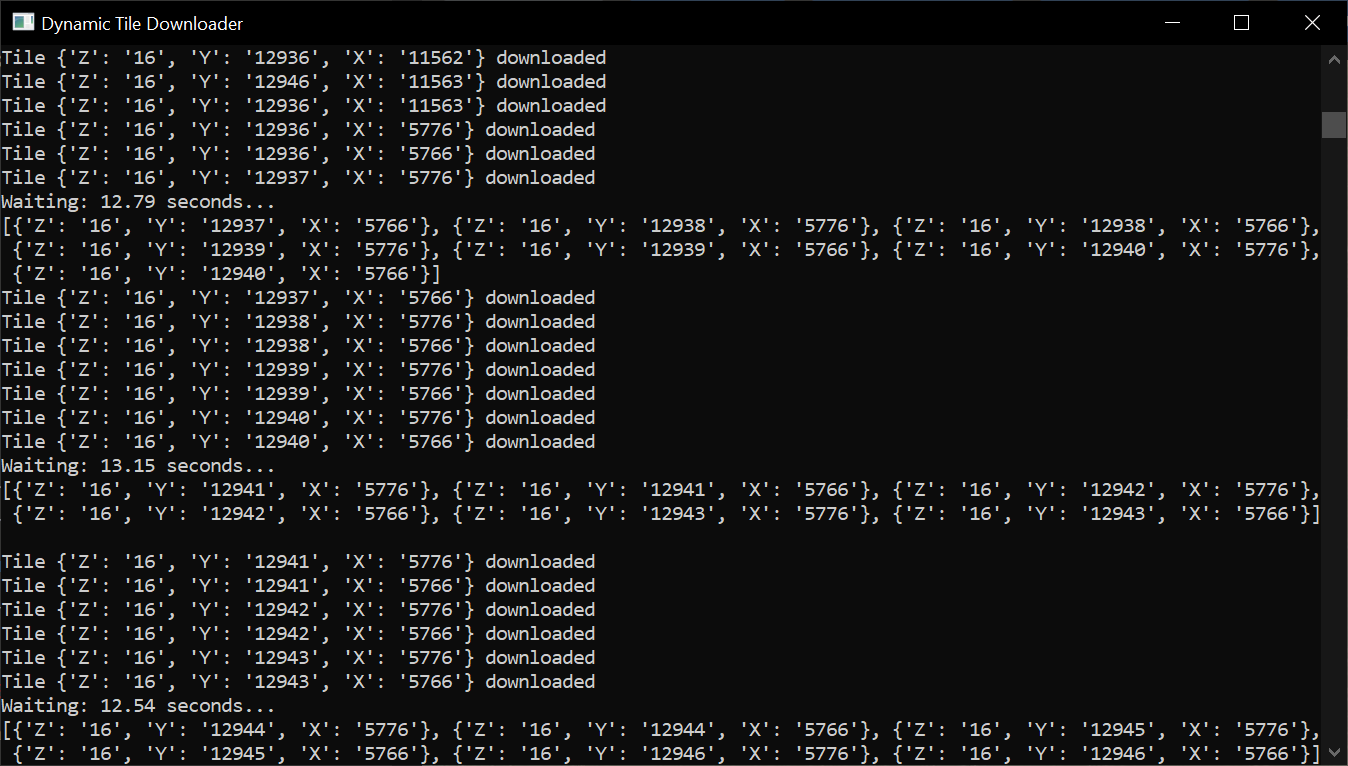 Dynamic Tile Downloader
Tile {'Z': '16', 'Y': '12936', 'X': '11562'} downloaded
Tile {'Z': '16', 'Y': '12946', 'X': '11563'} downloaded
Tile {'Z': '16', 'Y': '12936', 'X': '11563'} downloaded
Tile {'Z': '16', 'Y': '12936', 'X': '5776'} downloaded
Tile {'Z': '16', 'Y': '12936', 'X': '5766'} downloaded
Tile {'Z': '16', 'Y': '12937', 'X': '5776'} downloaded
Waiting: 12.79 seconds...
[{'Z': '16', 'Y': '12937', 'X': '5766'}, {'Z': '16', 'Y': '12938', 'X': '5776'}, {'Z': '16', 'Y': '12938', 'X': '5766'},
 {'Z': '16', 'Y': '12939', 'X': '5776'}, {'Z': '16', 'Y': '12939', 'X': '5766'}, {'Z': '16', 'Y': '12940', 'X': '5776'},
 {'Z': '16', 'Y': '12940', 'X': '5766'}]
Tile {'Z': '16', 'Y': '12937', 'X': '5766'} downloaded
Tile {'Z': '16', 'Y': '12938', 'X': '5776'} downloaded
Tile {'Z': '16', 'Y': '12938', 'X': '5766'} downloaded
Tile {'Z': '16', 'Y': '12939', 'X': '5776'} downloaded
Tile {'Z': '16', 'Y': '12939', 'X': '5766'} downloaded
Tile {'Z': '16', 'Y': '12940', 'X': '5776'} downloaded
Tile {'Z': '16', 'Y': '12940', 'X': '5766'} downloaded
Waiting: 13.15 seconds...
[{'Z': '16', 'Y': '12941', 'X': '5776'}, {'Z': '16', 'Y': '12941', 'X': '5766'}, {'Z': '16', 'Y': '12942', 'X': '5776'},
 {'Z': '16', 'Y': '12942', 'X': '5766'}, {'Z': '16', 'Y': '12943', 'X': '5776'}, {'Z': '16', 'Y': '12943', 'X': '5766'}]
Tile {'Z': '16', 'Y': '12941', 'X': '5776'} downloaded
Tile {'Z': '16', 'Y': '12941', 'X': '5766'} downloaded
Tile {'Z': '16', 'Y': '12942', 'X': '5776'} downloaded
Tile {'Z': '16', 'Y': '12942', 'X': '5766'} downloaded
Tile {'Z': '16', 'Y': '12943', 'X': '5776'} downloaded
Tile {'Z': '16', 'Y': '12943', 'X': '5766'} downloaded
Waiting: 12.54 seconds...
[{'Z': '16', 'Y': '12944', 'X': '5776'}, {'Z': '16', 'Y': '12944', 'X': '5766'}, {'Z': '16', 'Y': '12945', 'X': '5776'},
 {'Z': '16', 'Y': '12945', 'X': '5766'}, {'Z': '16', 'Y': '12946', 'X': '5776'}, {'Z': '16', 'Y': '12946', 'X': '5766'}]